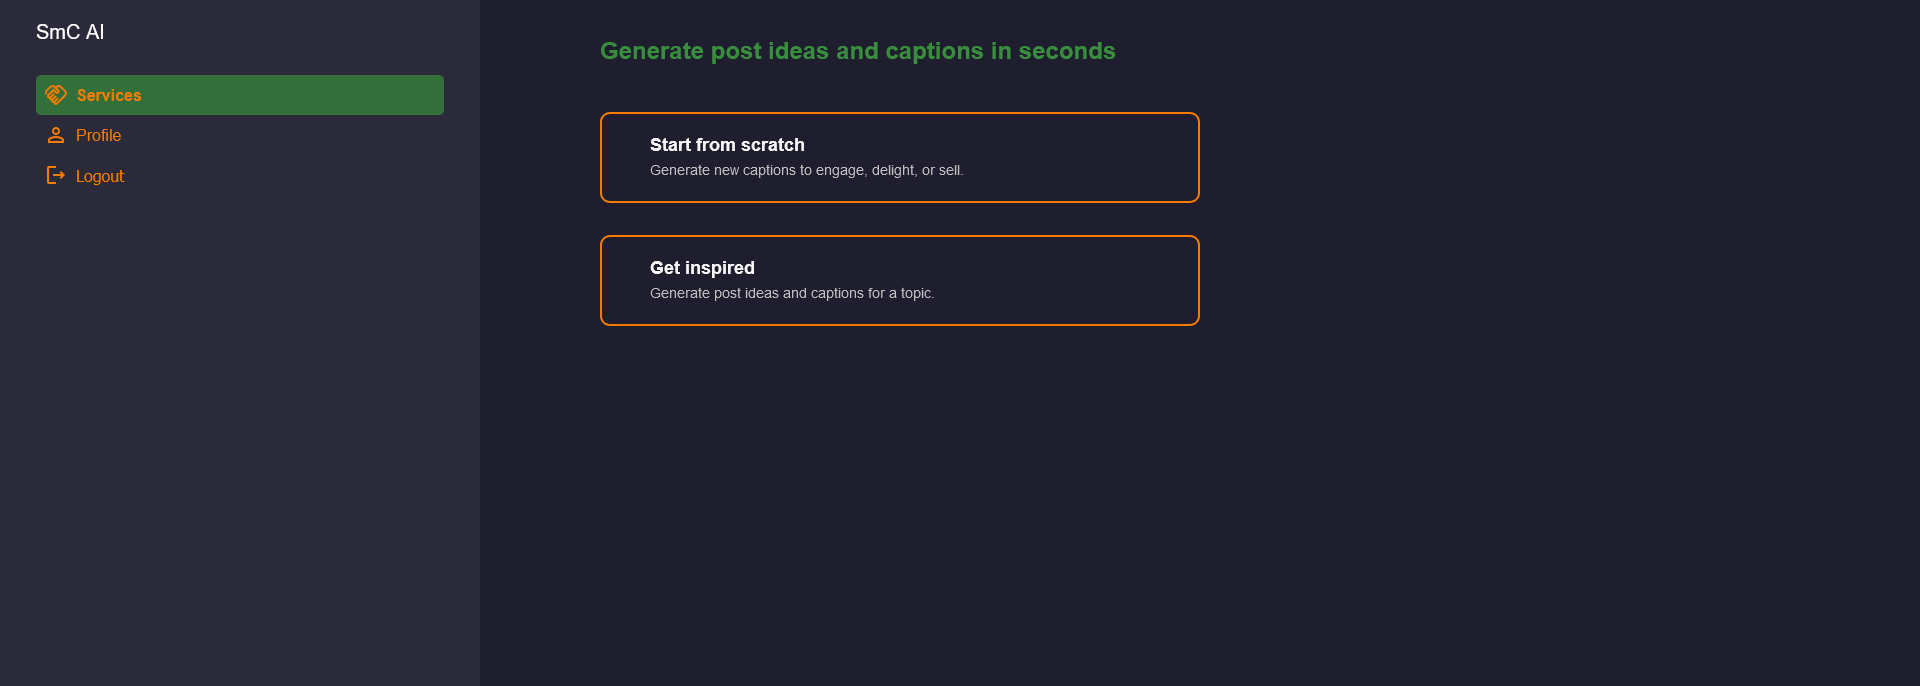 SmC AI
Services
Profile
Logout
Generate post ideas and captions in seconds
Start from scratch
Generate new captions to engage, delight, or sell.
Get inspired
Generate post ideas and captions for a topic.